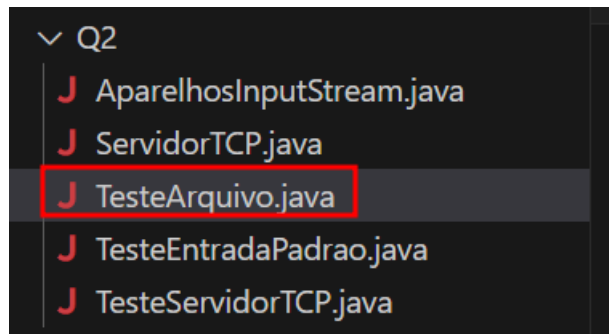 Q2
J AparelhosInputStream.java
J ServidorTCP.java
J TesteArquivo.java
J TesteEntradaPadrao.java
J TesteServidorTCP.java